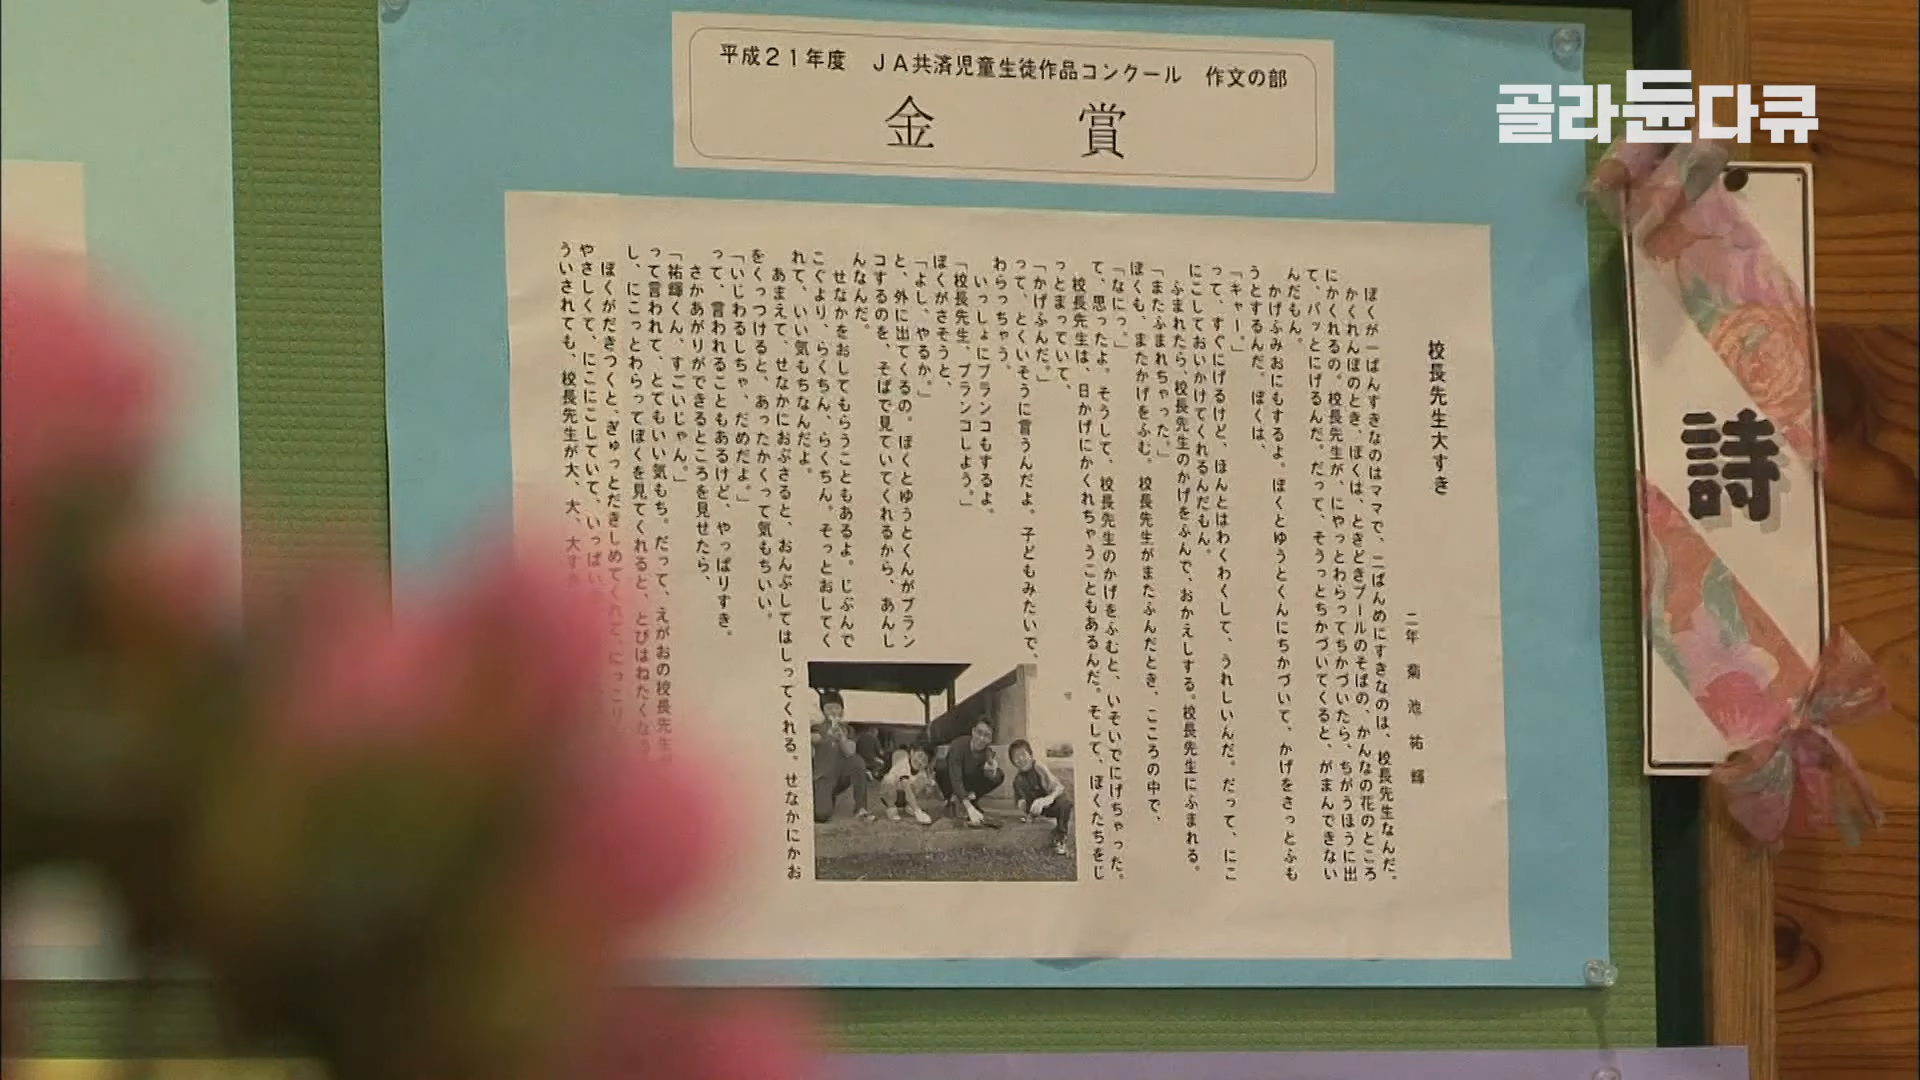 平成21年度　JA共済児童生徒作品コンクール　作文の部
金　賞
골라듄다큐
詩
校長先生大すき
二年　菊池祐輝
ぼくが一ばんすきなのはママで、二ばんめにすきなのは、校長先生なんだ。
かくれんぼのとき、ぼくは、ときどきプールのそばの、かんなの花のところ
にかくれるの。校長先生が、にやっとわらってちかづいたら、ちがうほうに出
て、パッとにげるんだ。だって、そうっとちかづいてくると、がまんできない
んだもん。
かげふみおにもするよ。ぼくとゆうとくんにちかづいて、かげをさっとふも
うとするんだ。ぼくは、
「キャー。」
って、すぐにげるけど、ほんとはわくわくして、うれしいんだ。だって、にこ
にこしておいかけてくれるんだもん。
ふまれたら、校長先生のかげをふんで、おかえしする。校長先生にふまれる。
「またふまれちゃった。」
ぼくも、またかげをふむ。校長先生がまたふんだとき、こころの中で、
「なにっ。」
て、思ったよ。そうして、校長先生のかげをふむと、いそいでにげちゃった。
校長先生は、日かげにかくれちゃうこともあるんだ。そして、ぼくたちをじ
っとまっていて、
「かげふんだ。」
って、とくいそうに言うんだよ。子どもみたいで、
わらっちゃう。
いっしょにブランコもするよ。
「校長先生、ブランコしよう。」
ぼくがさそうと、
「よし、やるか。」
と、外に出てくるの。ぼくとゆうとくんがブラン
コするのを、そばで見ていてくれるから、あんし
んなんだ。
せなかをおしてもらうこともあるよ。じぶんで
こぐより、らくちん、らくちん。そっとおしてく
れて、いい気もちなんだよ。
あまえて、せなかにおぶさると、おんぶしてはしってくれる。せなかにかお
をくっつけると、あったかくって気もちいい。
「いじわるしちゃ、だめだよ。」
って、言われることもあるけど、やっぱりすき。
さかあがりができるところを見せたら、
「祐輝くん、すごいじゃん。」
って言われて、とてもいい気もち。だって、えがおの校長先生
し、にこっとわらってぼくを見てくれると、とびはねたくなる
ぼくがだきつくと、ぎゅっとだきしめてくれて、にっこり
やさしくて、にこにこしていて、いっぱい
ういされても、校長先生が大、大、大すき